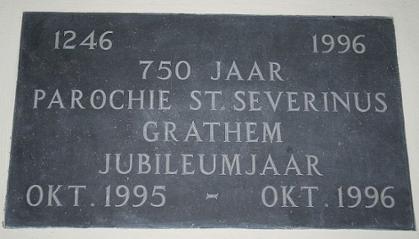 1246 1996
750 JAAR
PAROCHIE ST. SEVERINUS
GRATHEM
JUBILEUMJAAR
OKT. 1995 - OKT. 1996